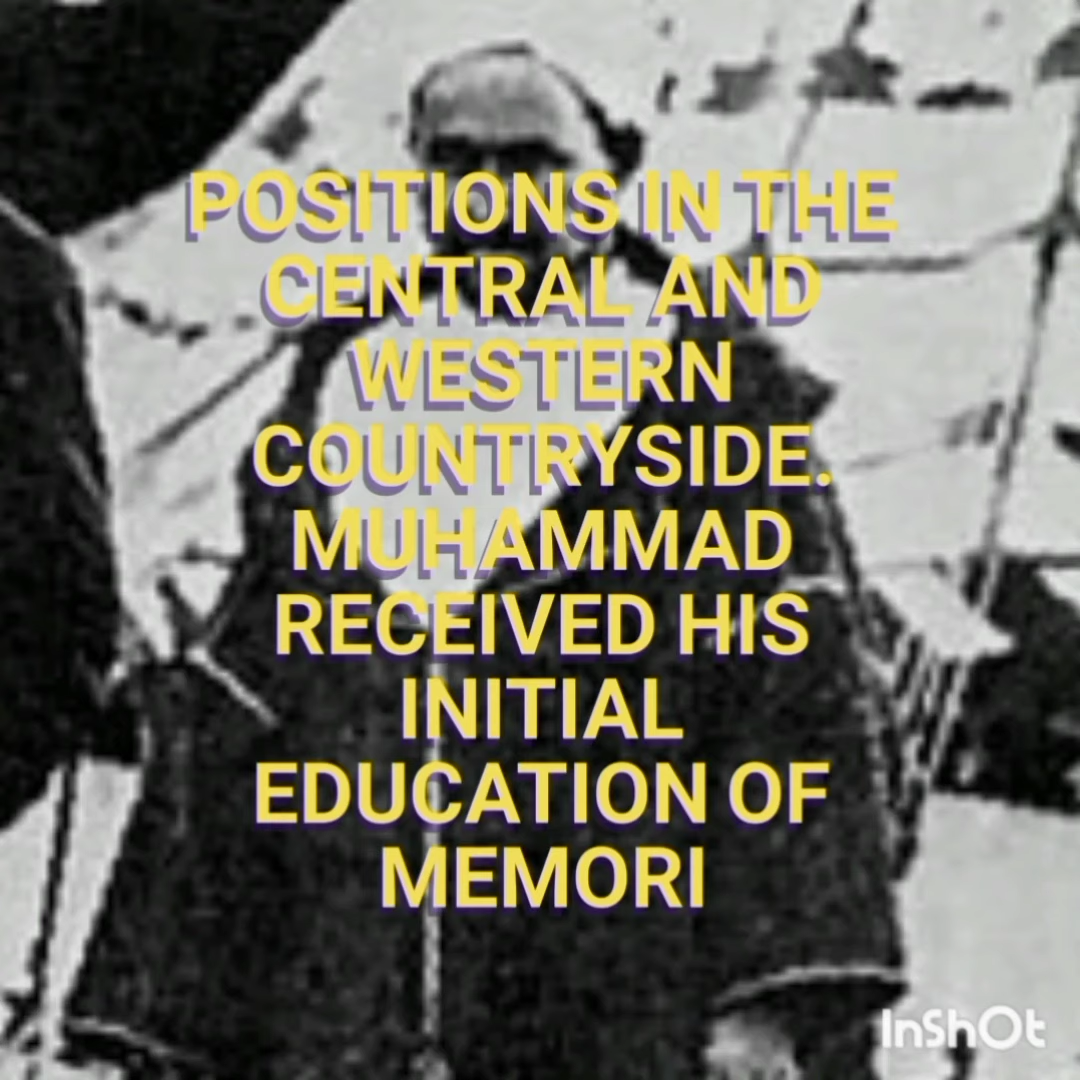 POSITIONS IN THE
CENTRAL AND
WESTERN
COUNTRYSIDE.
MUHAMMAD
RECEIVED HIS
INITIAL
EDUCATION OF
MEMORI
InShOt